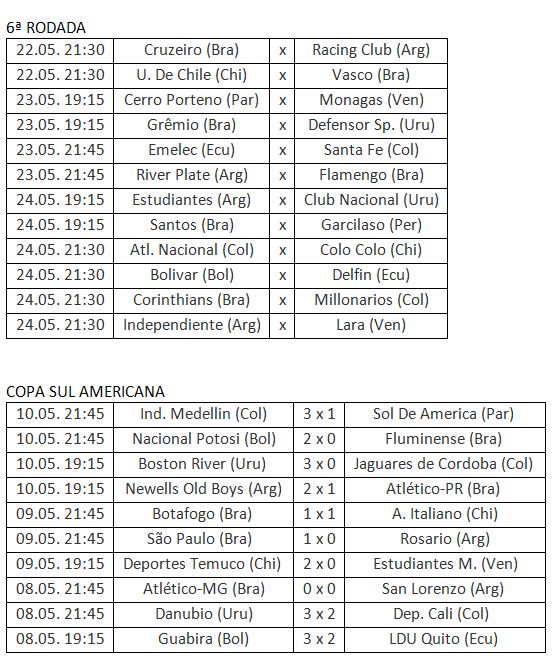 6ª RODADA
22.05. 21:30 Cruzeiro (Bra) x Racing Club (Arg)
22.05. 21:30 U. De Chile (Chi) x Vasco (Bra)
23.05. 19:15 Cerro Porteno (Par) x Monagas (Ven)
23.05. 19:15 Grêmio (Bra) x Defensor Sp. (Uru)
23.05. 21:45 Emelec (Ecu) x Santa Fe (Col)
23.05. 21:45 River Plate (Arg) x Flamengo (Bra)
24.05. 19:15 Estudiantes (Arg) x Club Nacional (Uru)
24.05. 19:15 Santos (Bra) x Garcilaso (Per)
24.05. 21:30 Atl. Nacional (Col) x Colo Colo (Chi)
24.05. 21:30 Bolivar (Bol) x Delfin (Ecu)
24.05. 21:30 Corinthians (Bra) x Millonarios (Col)
24.05. 21:30 Independiente (Arg) x Lara (Ven)
COPA SUL AMERICANA
10.05. 21:45 Ind. Medellin (Col) 3 x 1 Sol De America (Par)
10.05. 21:45 Nacional Potosi (Bol) 2 x 0 Fluminense (Bra)
10.05. 19:15 Boston River (Uru) 3 x 0 Jaguares de Cordoba (Col)
10.05. 19:15 Newells Old Boys (Arg) 2 x 1 Atlético-PR (Bra)
09.05. 21:45 Botafogo (Bra) 1 x 1 A. Italiano (Chi)
09.05. 21:45 São Paulo (Bra) 1 x 0 Rosario (Arg)
09.05. 19:15 Deportes Temuco (Chi) 2 x 0 Estudiantes M. (Ven)
08.05. 21:45 Atlético-MG (Bra) 0 x 0 San Lorenzo (Arg)
08.05. 21:45 Danubio (Uru) 3 x 2 Dep. Cali (Col)
08.05. 19:15 Guabira (Bol) 3 x 2 LDU Quito (Ecu)